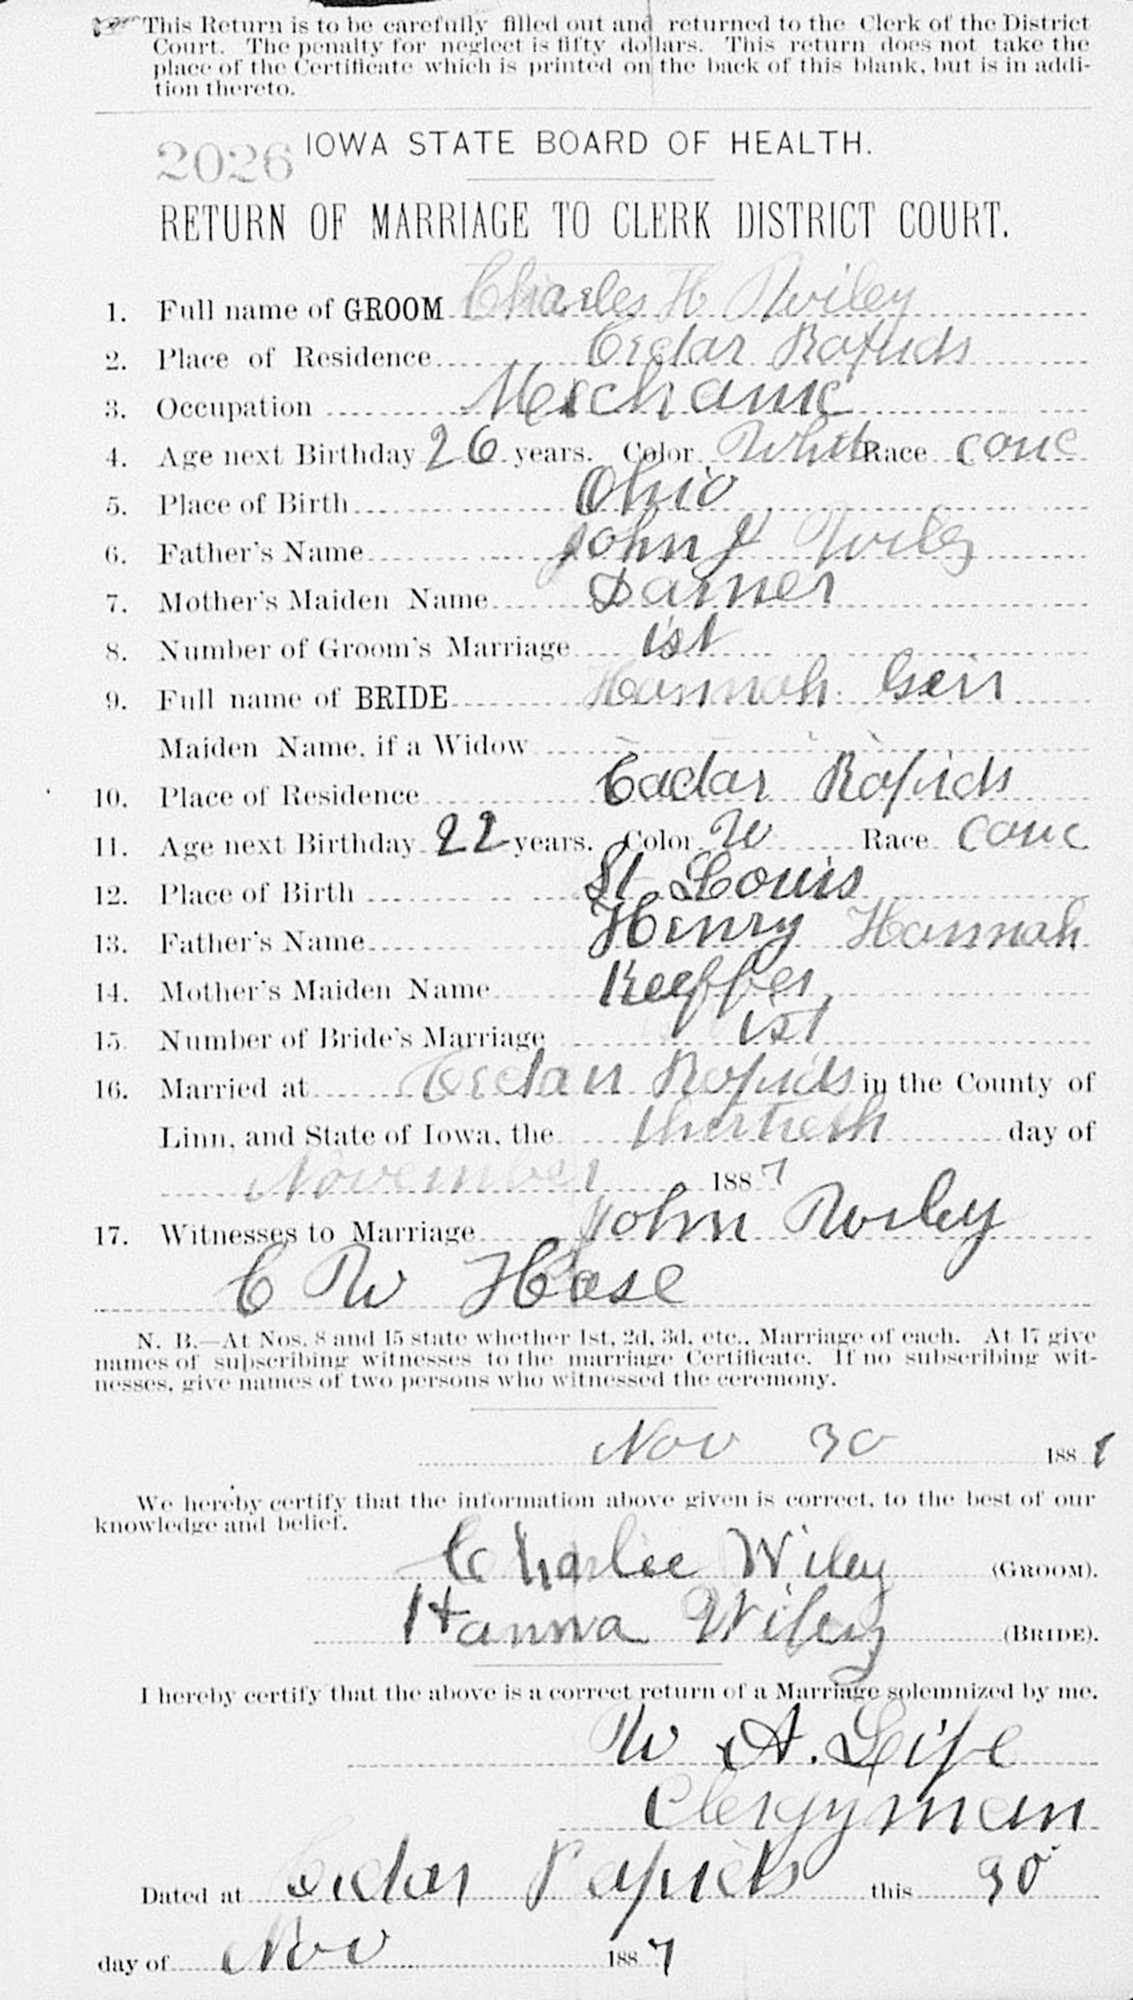 This Return is to be carefully filled out and returned to the Clerk of the District
Court. The penalty for neglect is fifty dollars. This return does not take the
place of the Certificate which is printed on the back of this blank, but is in addi-
tion thereto.
2026 IOWA STATE BOARD OF HEALTH.
RETURN OF MARRIAGE TO CLERK DISTRICT COURT.
1. Full name of GROOM Charles H Wiley
2. Place of Residence Cedar Rapids
3. Occupation Mechanic
4. Age next Birthday 26 years. Color White Race Cauc
5. Place of Birth Ohio
6. Father's Name John J Wiley
7. Mother's Maiden Name Darner
8. Number of Groom's Marriage 1st
9. Full name of BRIDE Hannah Geir
Maiden Name, if a Widow
10. Place of Residence Cadar Rapids
11. Age next Birthday 22 years. Color W Race Cauc
12. Place of Birth St. Louis
13. Father's Name Henry Hannah
14. Mother's Maiden Name Keeffer
15. Number of Bride's Marriage 1st
16. Married at Cedar Rapids in the County of
Linn, and State of Iowa, the thirtieth day of
November 1887
17. Witnesses to Marriage John Wiley
C W Hase
N. B.—At Nos. 8 and 15 state whether 1st, 2d, 3d, etc., Marriage of each. At 17 give
names of subscribing witnesses to the marriage Certificate. If no subscribing wit-
nesses, give names of two persons who witnessed the ceremony.
Nov 30 1887
We hereby certify that the information above given is correct, to the best of our
knowledge and belief.
Charlie Wiley (GROOM).
Hanna Wiley (BRIDE).
I hereby certify that the above is a correct return of a Marriage solemnized by me.
W A. Leipe
Clergyman
Dated at Cedar Rapids this 30
day of Nov 1887